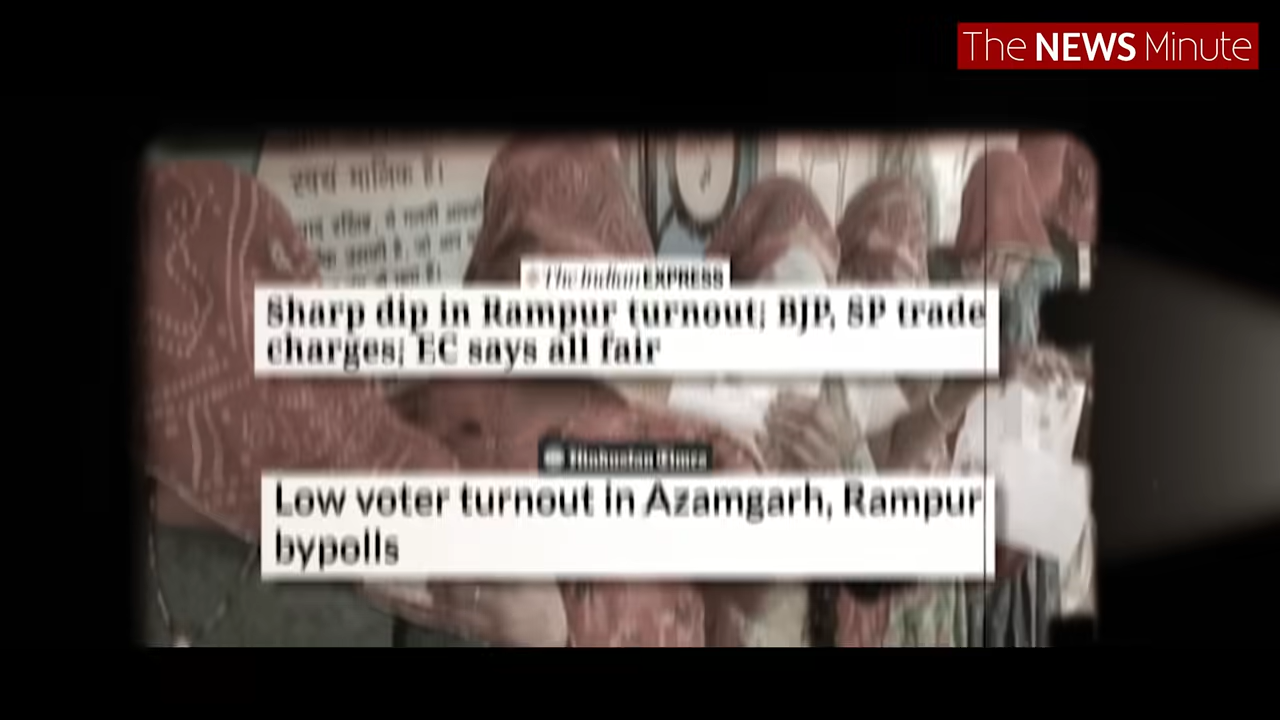 The NEWS Minute
स्वयं मालिक है।
The Indian EXPRESS
Sharp dip in Rampur turnout; BJP, SP trade
charges; EC says all fair
Hindustan Times
Low voter turnout in Azamgarh, Rampur
bypolls